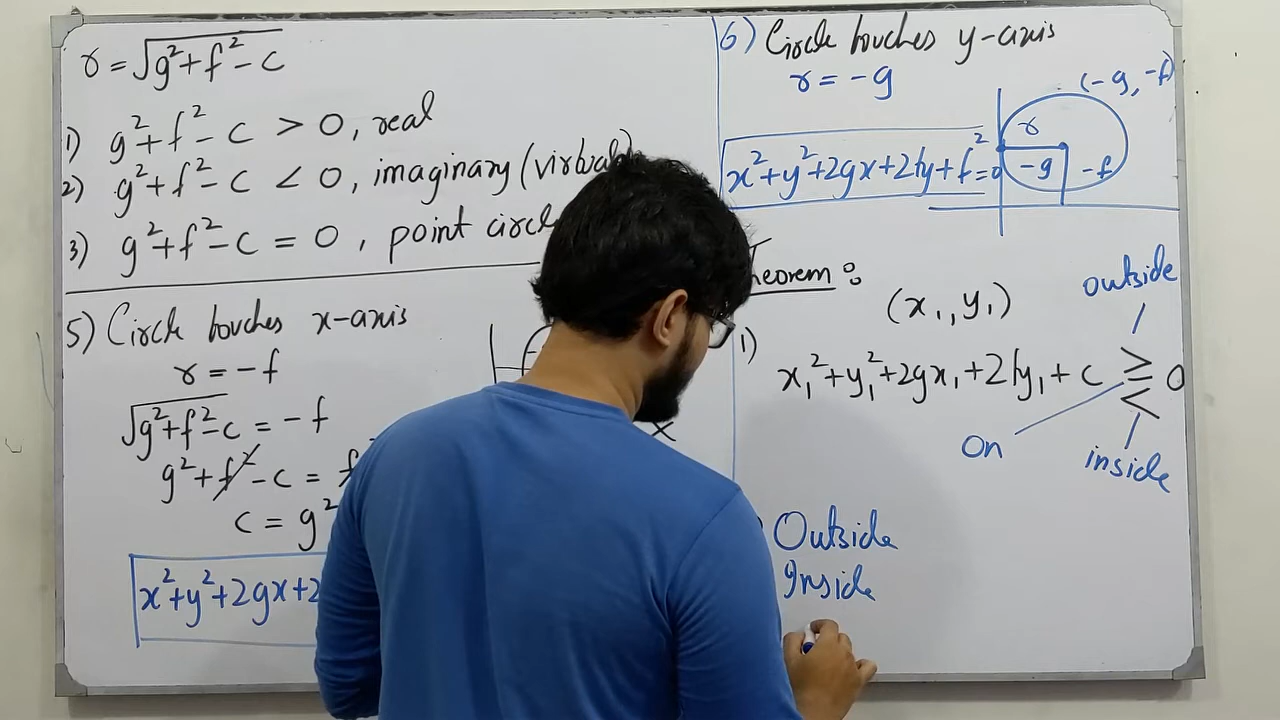 r = √g²+f²-c
1) g²+f²-c > 0, real
2) g²+f²-c < 0, imaginary (virtual)
3) g²+f²-c = 0, point circle
5) Circle touches x-axis
r = -f
√g²+f²-c = -f
g²+f²-c = f
c = g²
x²+y²+2gx+2
x
6) Circle touches y-axis
r = -g
(-g, -f)
r
-g
-f
x²+y²+2gx+2fy+f²=0
Theorem :
(x₁, y₁)
outside
1)
x₁²+y₁²+2gx₁+2fy₁+c ⋛ 0
On
inside
Outside
Inside